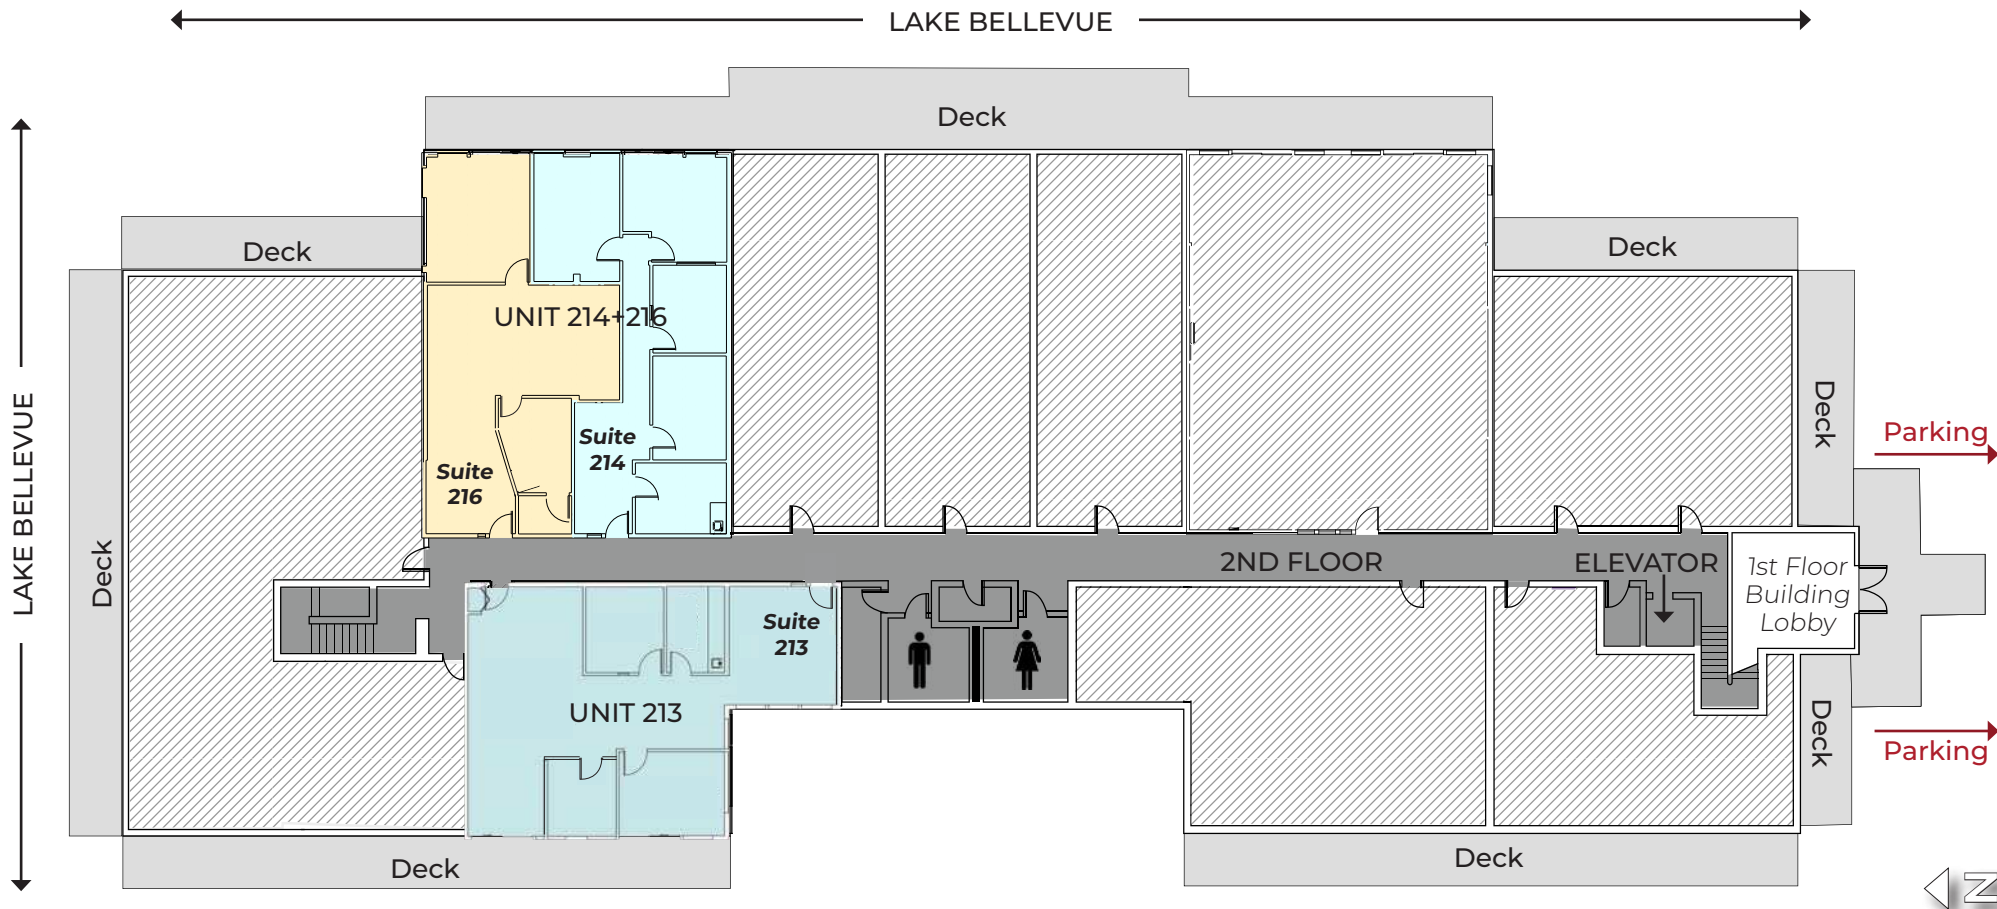 LAKE BELLEVUE
Deck
Deck
Deck
UNIT 214+216
LAKE BELLEVUE
Deck
Parking
Suite
214
Suite
216
Deck
2ND FLOOR
ELEVATOR
1st Floor
Building
Lobby
Suite
213
UNIT 213
Deck
Parking
Deck
Deck
N